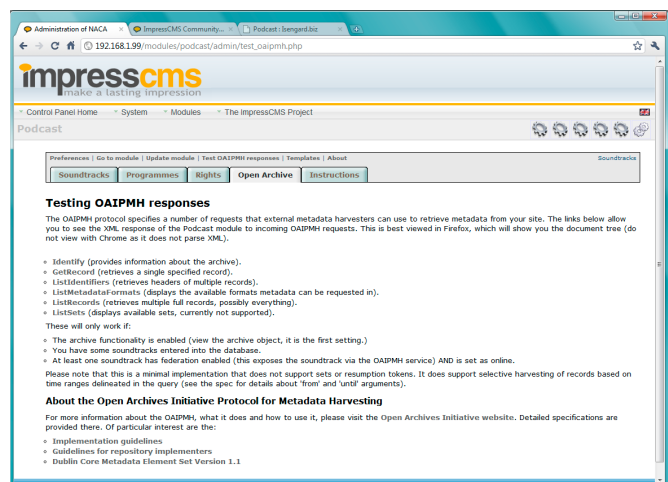 Administration of NACA
ImpressCMS Community...
Podcast : Isengard.biz
192.168.1.99/modules/podcast/admin/test_oaipmh.php
impresscms
make a lasting impression
Control Panel Home System Modules The ImpressCMS Project
Podcast
Preferences | Go to module | Update module | Test OAIPMH responses | Templates | About
Soundtracks
Soundtracks Programmes Rights Open Archive Instructions
Testing OAIPMH responses
The OAIPMH protocol specifies a number of requests that external metadata harvesters can use to retrieve metadata from your site. The links below allow
you to see the XML response of the Podcast module to incoming OAIPMH requests. This is best viewed in Firefox, which will show you the document tree (do
not view with Chrome as it does not parse XML).
Identify (provides information about the archive).
GetRecord (retrieves a single specified record).
ListIdentifiers (retrieves headers of multiple records).
ListMetadataFormats (displays the available formats metadata can be requested in).
ListRecords (retrieves multiple full records, possibly everything).
ListSets (displays available sets, currently not supported).
These will only work if:
The archive functionality is enabled (view the archive object, it is the first setting.)
You have some soundtracks entered into the database.
At least one soundtrack has federation enabled (this exposes the soundtrack via the OAIPMH service) AND is set as online.
Please note that this is a minimal implementation that does not support sets or resumption tokens. It does support selective harvesting of records based on
time ranges delineated in the query (see the spec for details about 'from' and 'until' arguments).
About the Open Archives Initiative Protocol for Metadata Harvesting
For more information about the OAIPMH, what it does and how to use it, please visit the Open Archives Initiative website. Detailed specifications are
provided there. Of particular interest are the:
Implementation guidelines
Guidelines for repository implementers
Dublin Core Metadata Element Set Version 1.1